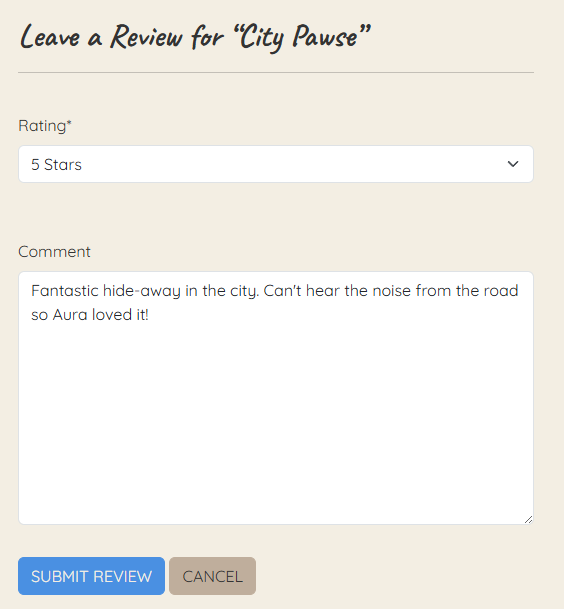 Leave a Review for “City Pawse”
Rating*
5 Stars
Comment
Fantastic hide-away in the city. Can't hear the noise from the road
so Aura loved it!
SUBMIT REVIEW CANCEL